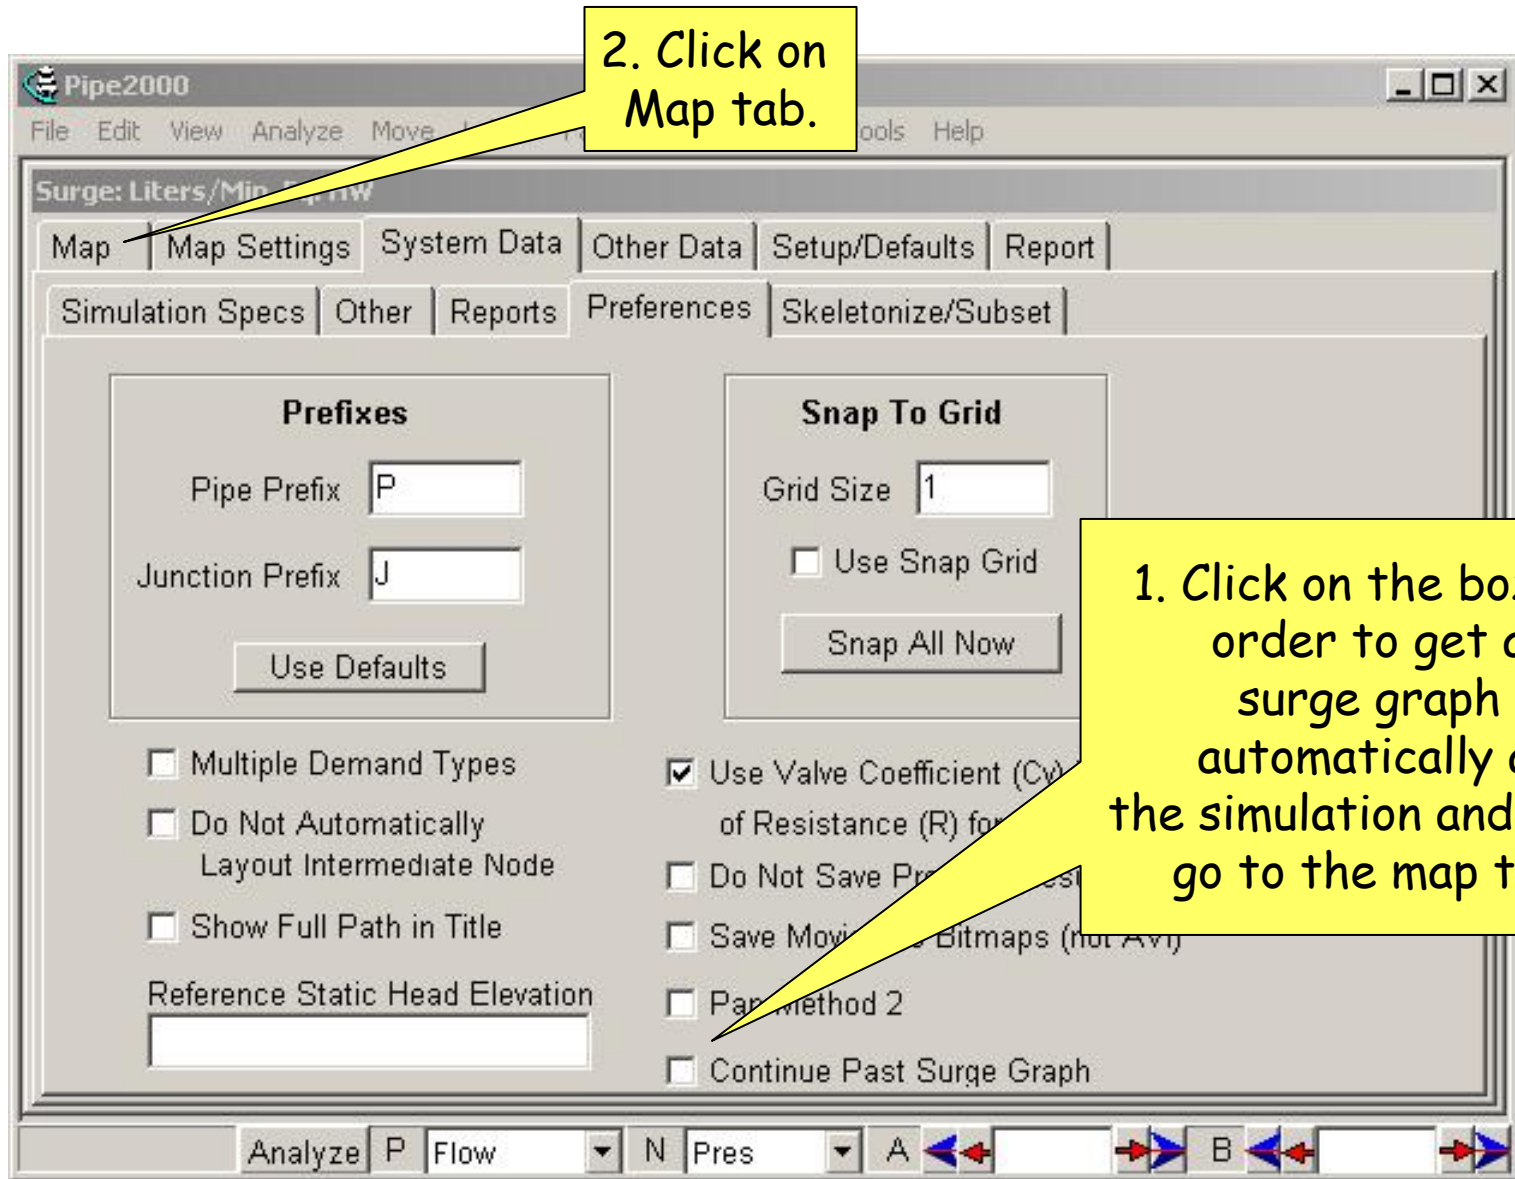 2. Click on
Map tab.
Pipe2000
File Edit View Analyze Move Tools Help
Surge: Liters/Min
Map Map Settings System Data Other Data Setup/Defaults Report
Simulation Specs Other Reports Preferences Skeletonize/Subset
Prefixes
Pipe Prefix P
Junction Prefix J
Use Defaults
Snap To Grid
Grid Size 1
Use Snap Grid
Snap All Now
1. Click on the
order to get
surge graph
automatically
the simulation and
go to the map
Multiple Demand Types
Do Not Automatically
Layout Intermediate Node
Show Full Path in Title
Reference Static Head Elevation
Use Valve Coefficient (Cv)
of Resistance (R)
Do Not Save
Save Bitmaps (not AVI)
Method 2
Continue Past Surge Graph
Analyze P Flow N Pres A B